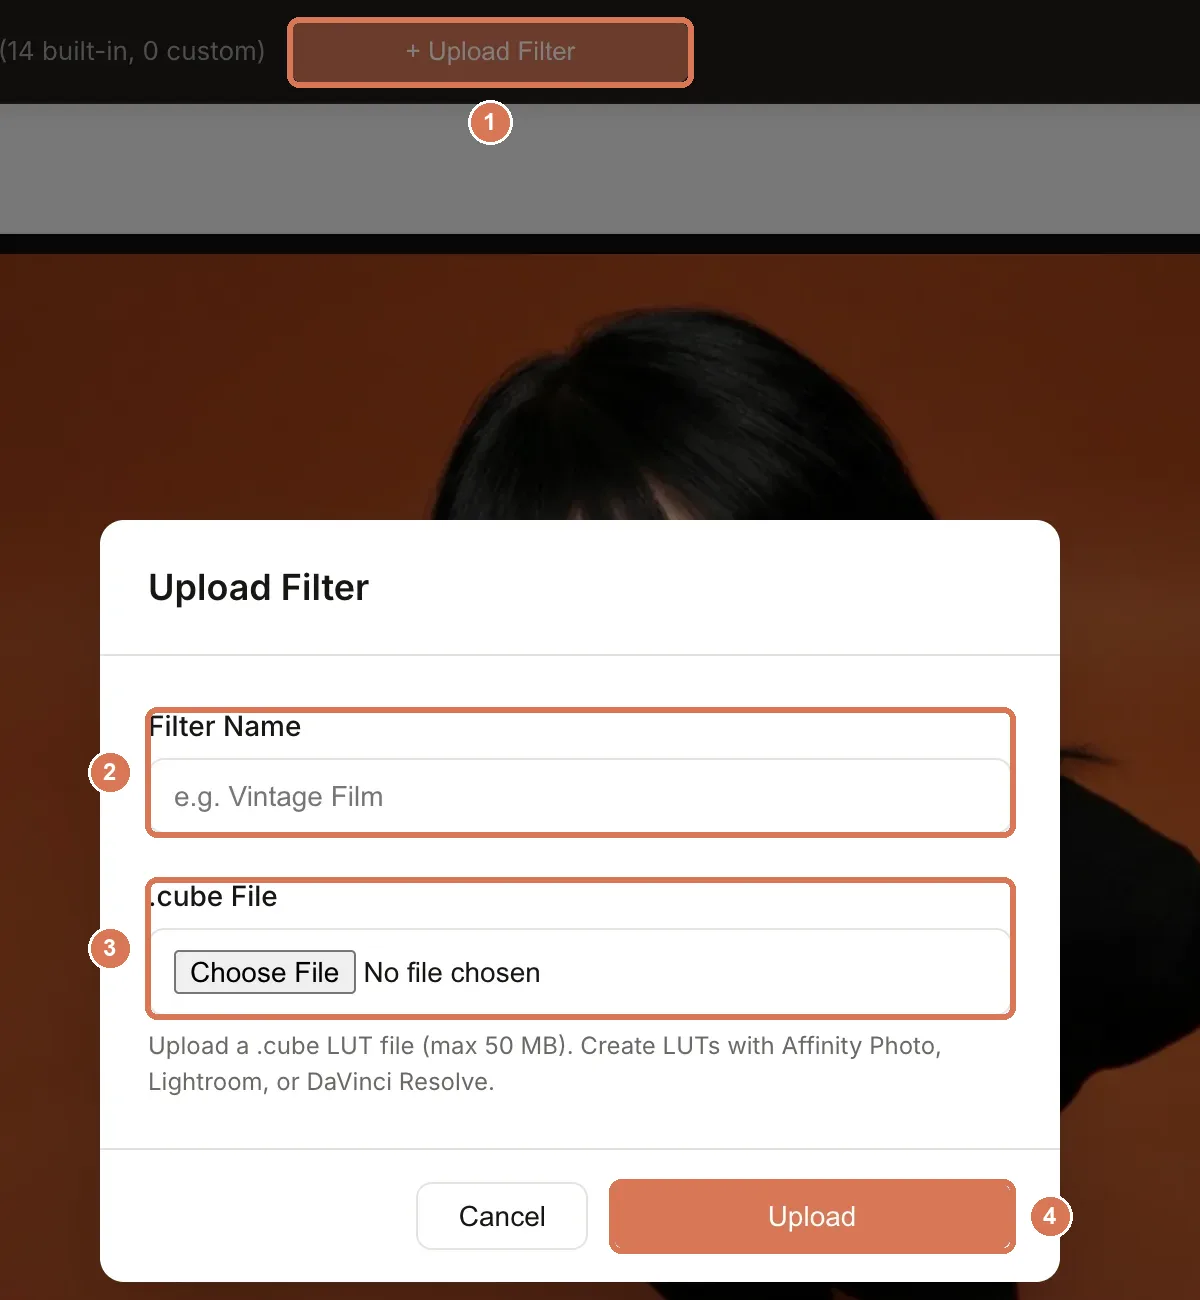 (14 built-in, 0 custom)
+ Upload Filter
1
Upload Filter
Filter Name
2
e.g. Vintage Film
.cube File
3
Choose File No file chosen
Upload a .cube LUT file (max 50 MB). Create LUTs with Affinity Photo,
Lightroom, or DaVinci Resolve.
Cancel
Upload
4